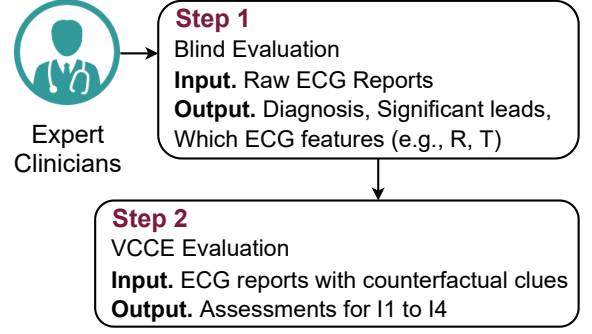 Expert
Clinicians
Step 1
Blind Evaluation
Input. Raw ECG Reports
Output. Diagnosis, Significant leads,
Which ECG features (e.g., R, T)
Step 2
VCCE Evaluation
Input. ECG reports with counterfactual clues
Output. Assessments for I1 to I4